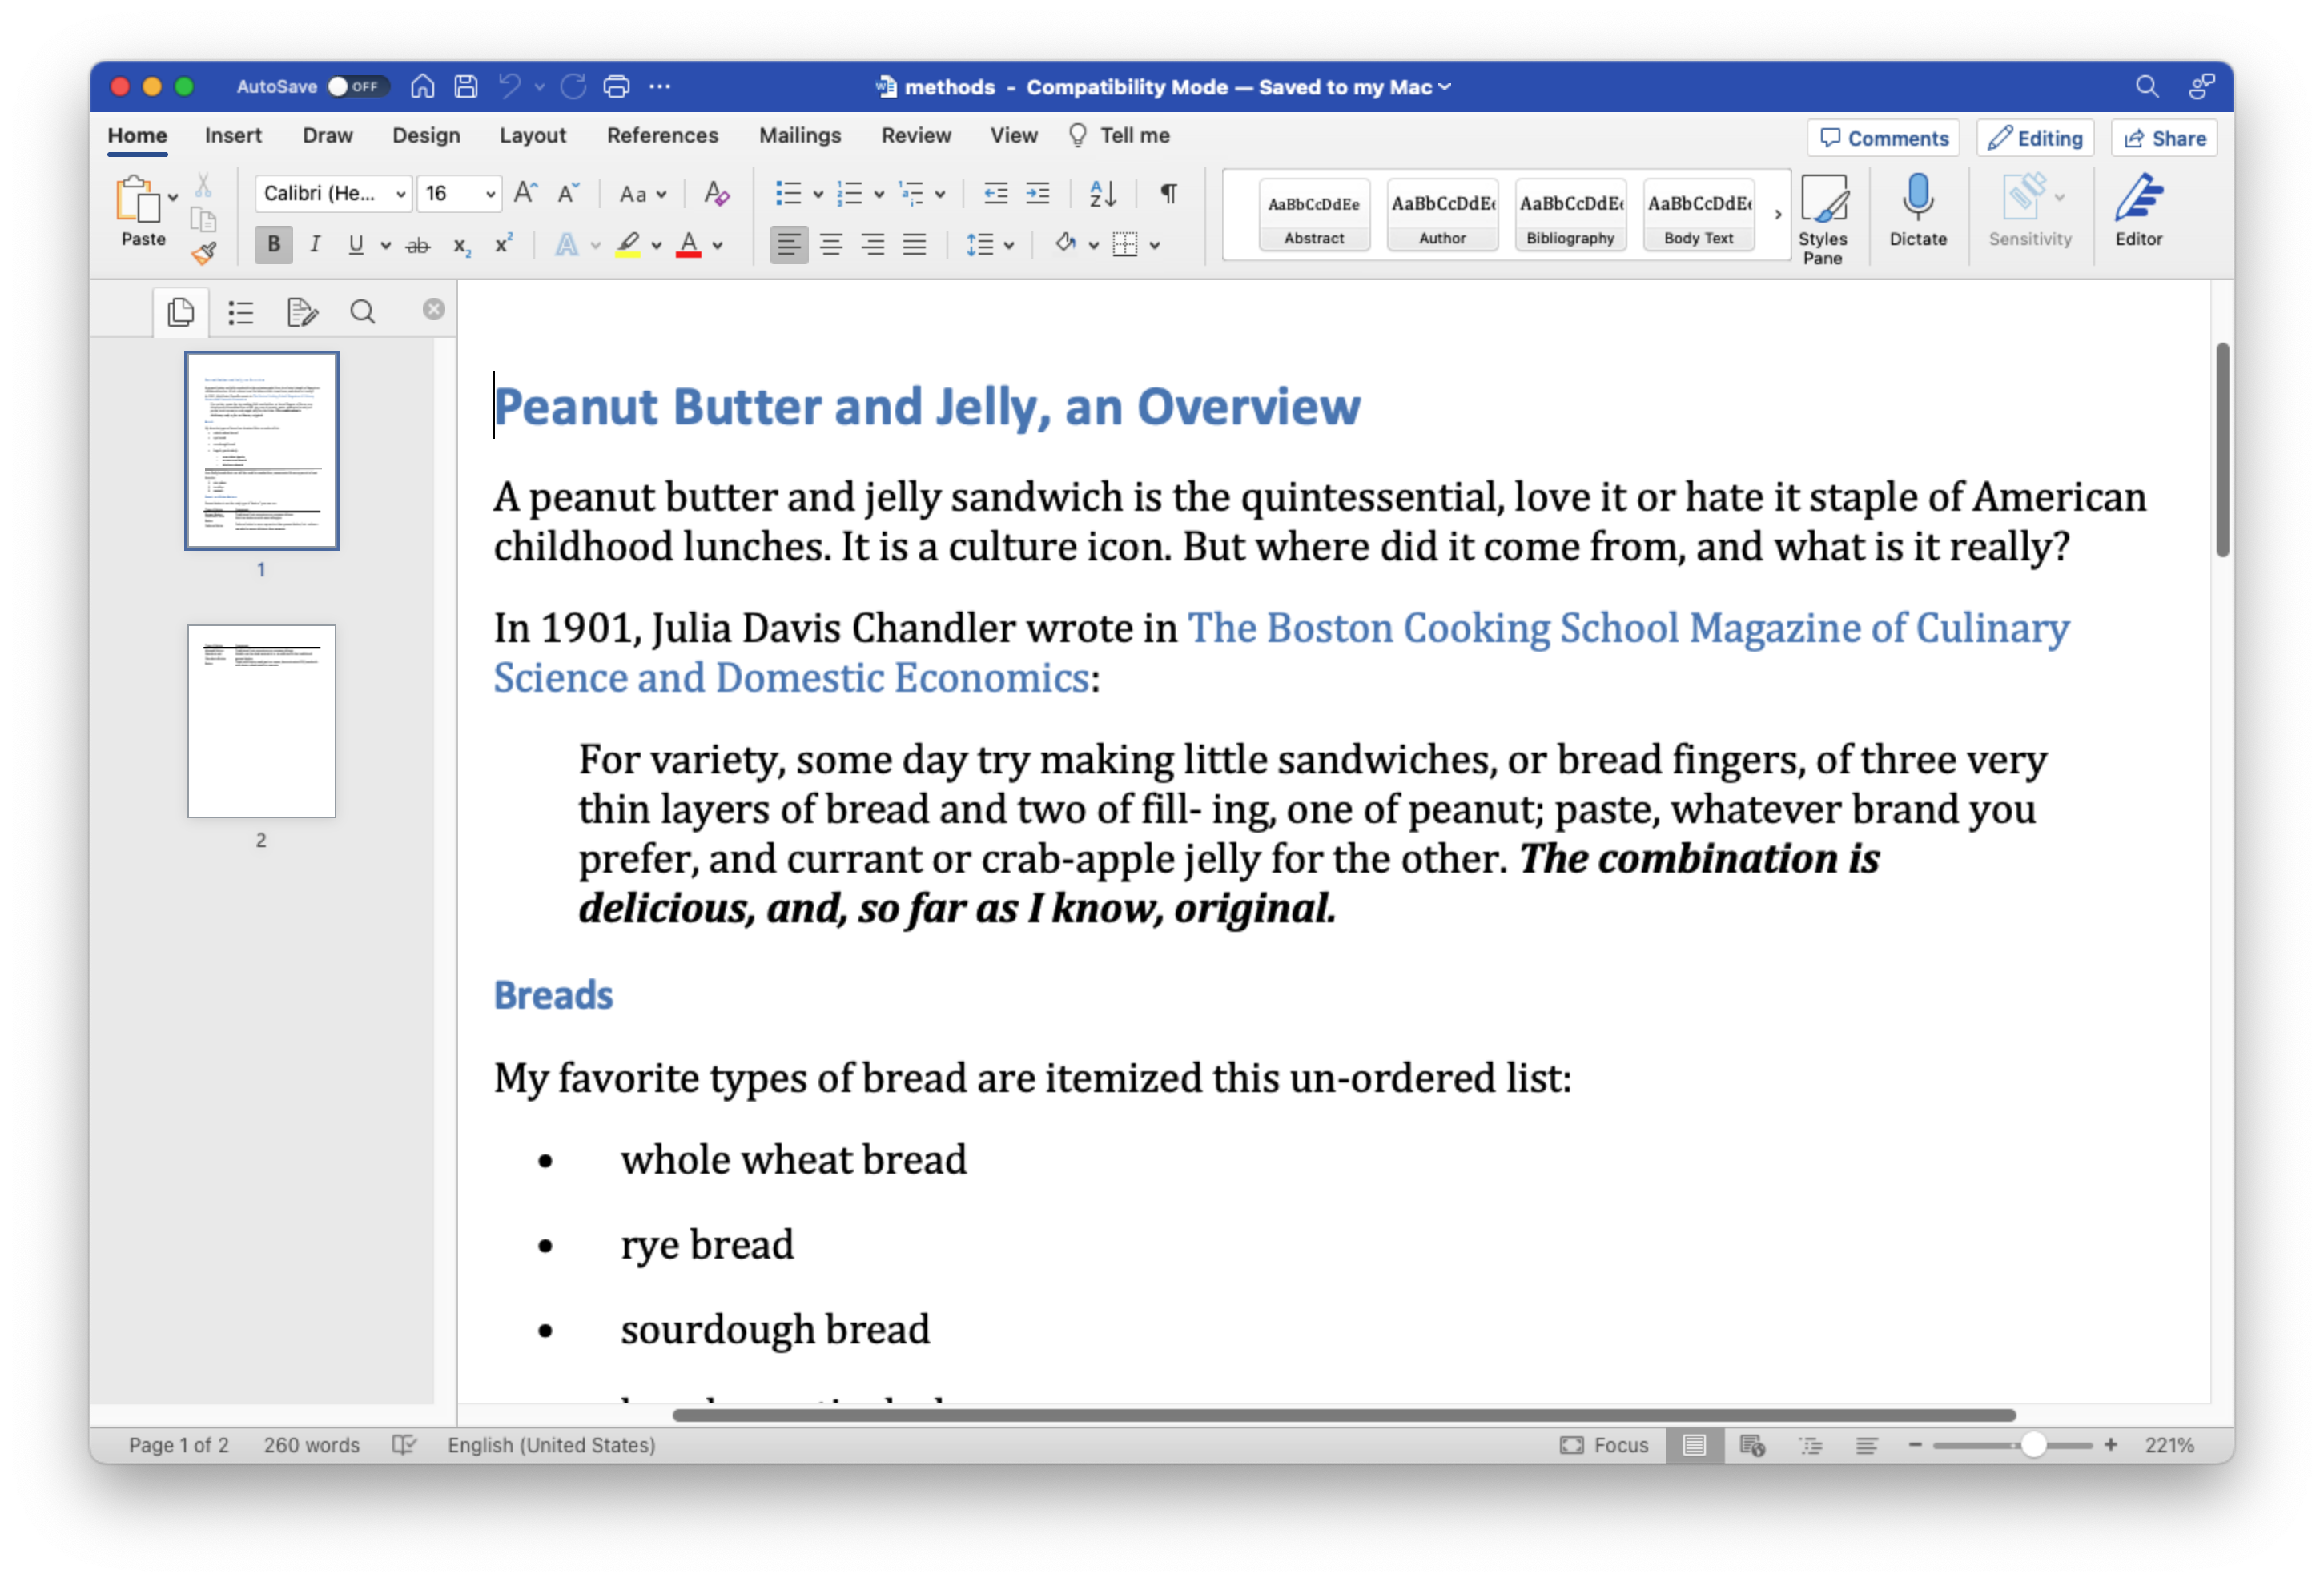 AutoSave OFF methods - Compatibility Mode — Saved to my Mac
Home Insert Draw Design Layout References Mailings Review View Tell me Comments Editing Share
Calibri (He... 16 Aa
AaBbCcDdEe AaBbCcDdEe AaBbCcDdEe AaBbCcDdEe
Paste B I U ab x₂ x² A A Abstract Author Bibliography Body Text Styles Pane Dictate Sensitivity Editor
Peanut Butter and Jelly, an Overview
A peanut butter and jelly sandwich is the quintessential, love it or hate it staple of American
childhood lunches. It is a culture icon. But where did it come from, and what is it really?
In 1901, Julia Davis Chandler wrote in The Boston Cooking School Magazine of Culinary
Science and Domestic Economics:
For variety, some day try making little sandwiches, or bread fingers, of three very
thin layers of bread and two of fill- ing, one of peanut; paste, whatever brand you
prefer, and currant or crab-apple jelly for the other. The combination is
delicious, and, so far as I know, original.
Breads
My favorite types of bread are itemized this un-ordered list:
• whole wheat bread
• rye bread
• sourdough bread
1
2
Page 1 of 2 260 words English (United States) Focus 221%